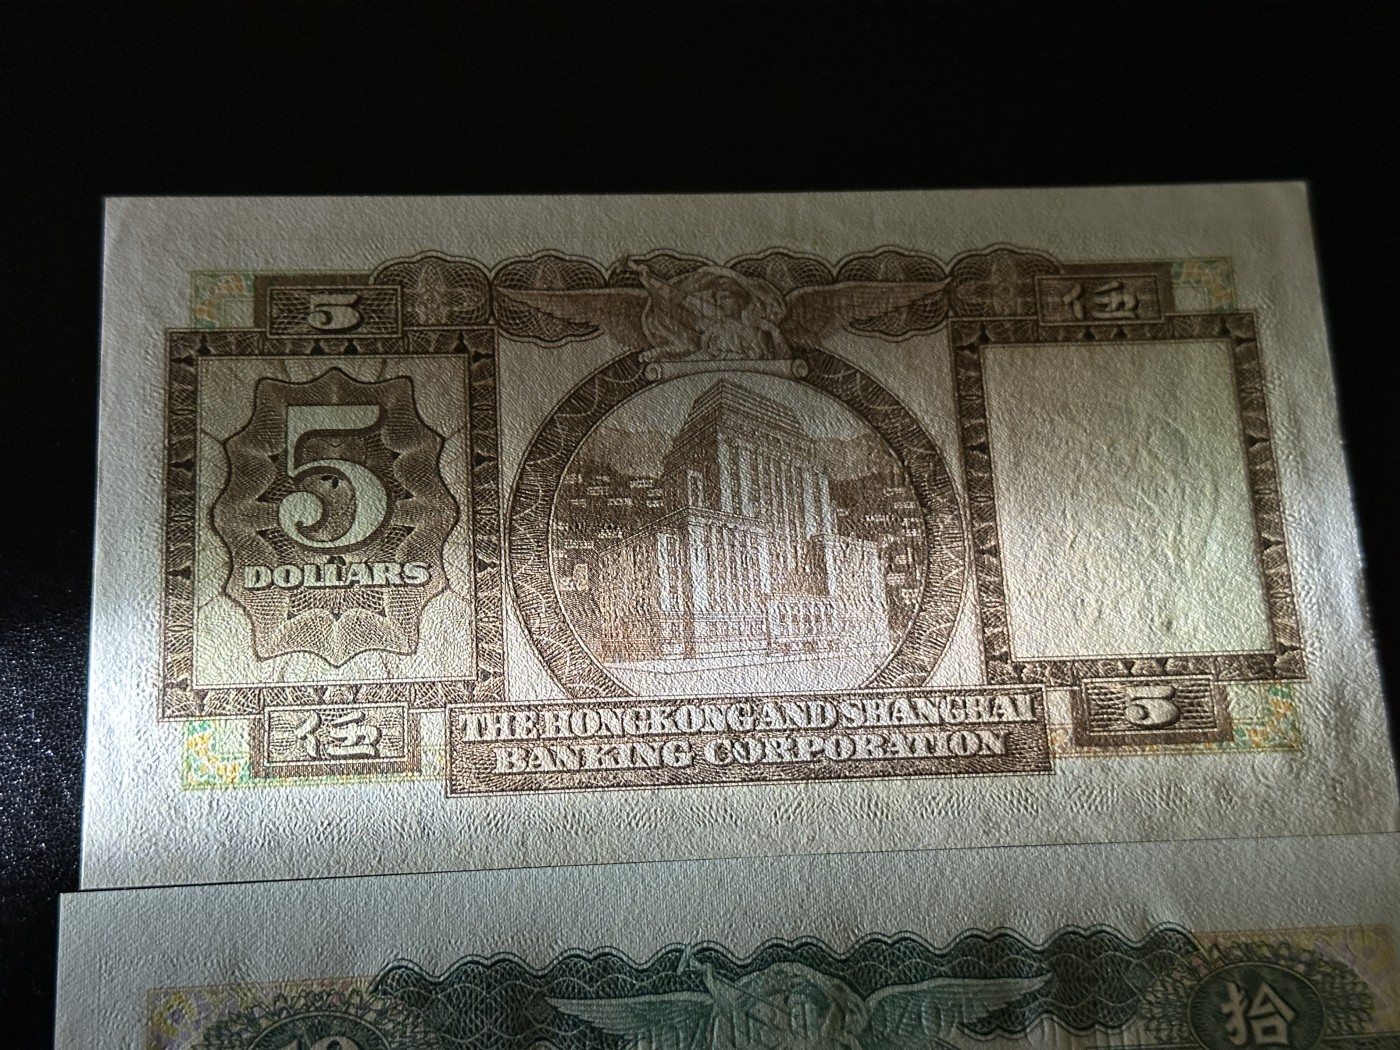 5
伍
5
DOLLARS
伍
THE HONGKONG AND SHANGHAI
BANKING CORPORATION
5
拾